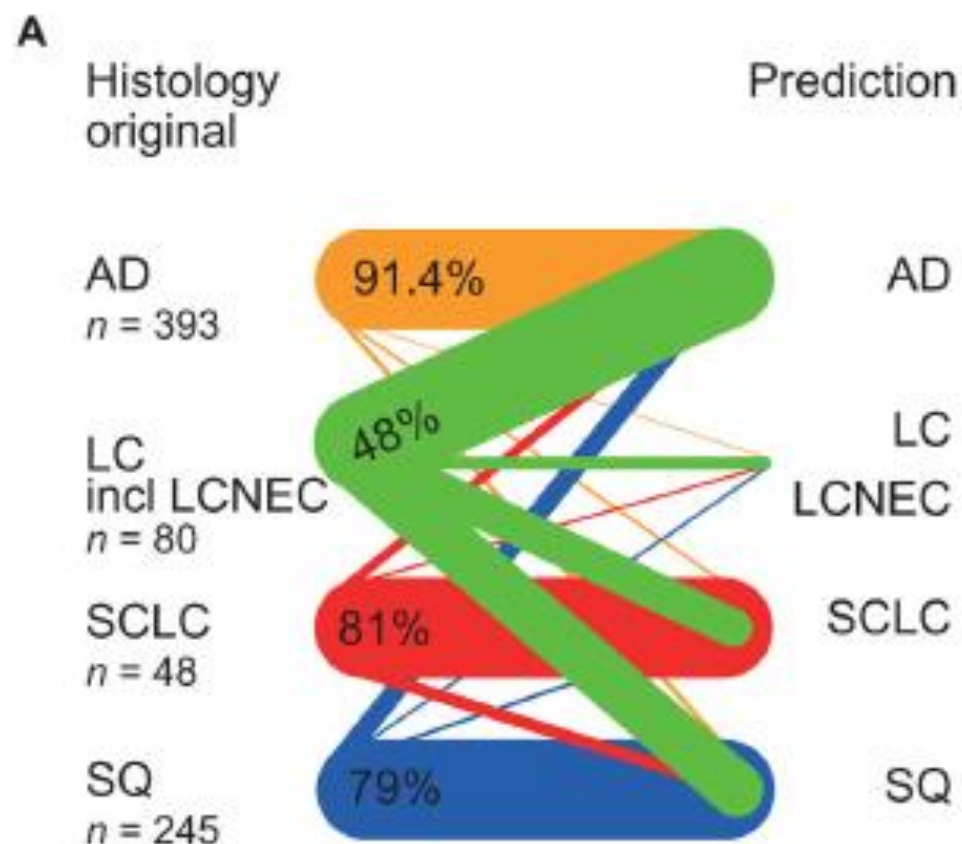 A
Histology
original
Prediction
AD
n = 393
91.4%
AD
LC
incl LCNEC
n = 80
48%
LC
LCNEC
SCLC
n = 48
81%
SCLC
SQ
n = 245
79%
SQ